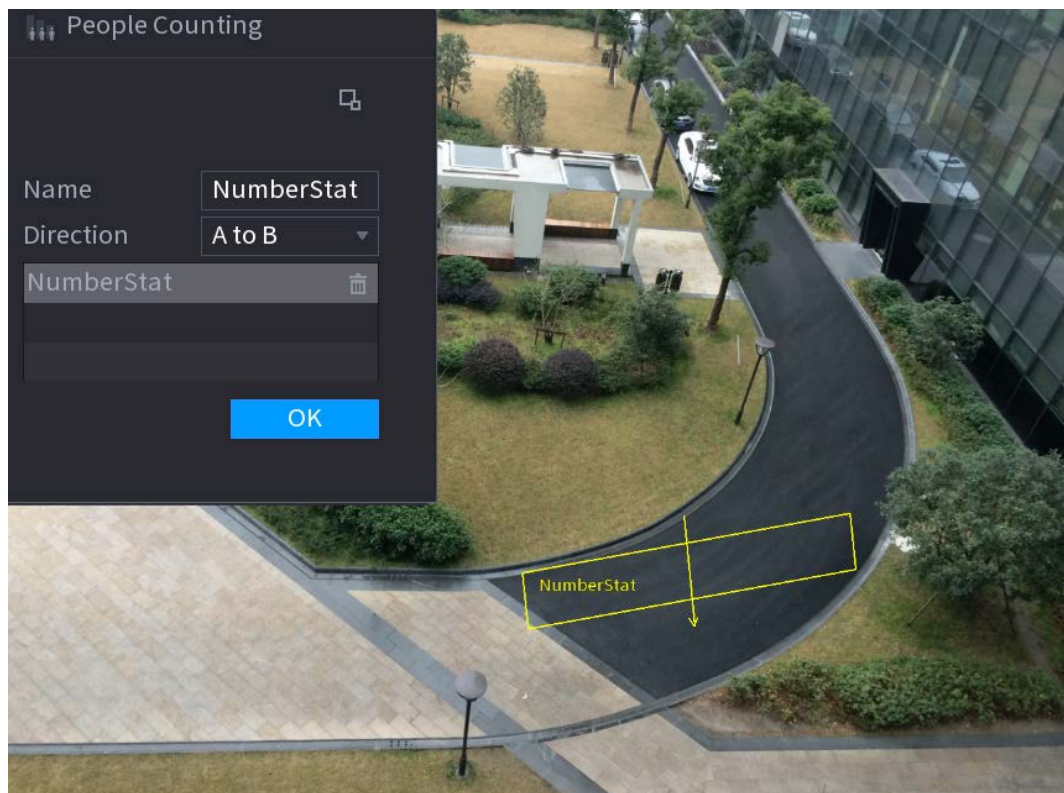 People Counting
Name NumberStat
Direction A to B
NumberStat
OK
NumberStat